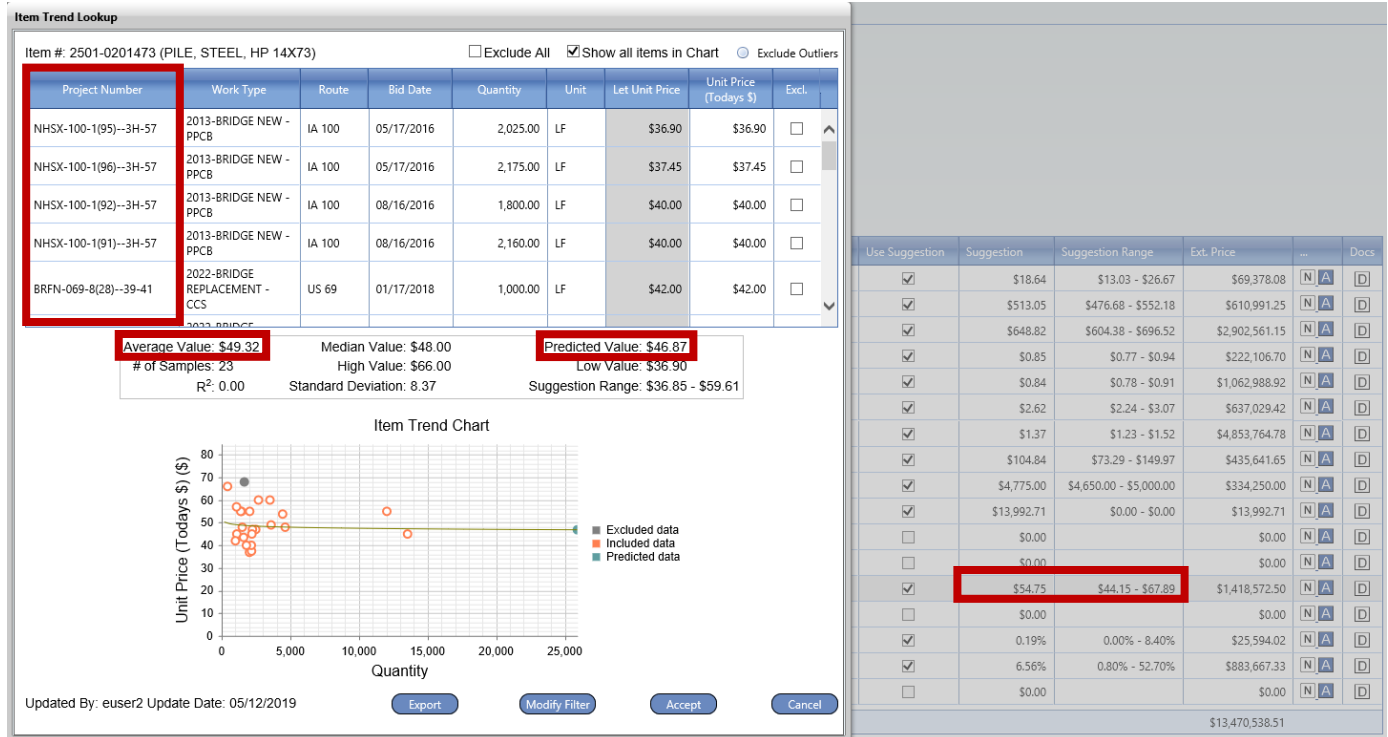 Item Trend Lookup
Item #: 2501-0201473 (PILE, STEEL, HP 14X73) Exclude All Show all items in Chart Exclude Outliers
Project Number Work Type Route Bid Date Quantity Unit Let Unit Price Unit Price (Todays $) Excl.
NHSX-100-1(95)--3H-57 2013-BRIDGE NEW - PPCB IA 100 05/17/2016 2,025.00 LF $36.90 $36.90
NHSX-100-1(96)--3H-57 2013-BRIDGE NEW - PPCB IA 100 05/17/2016 2,175.00 LF $37.45 $37.45
NHSX-100-1(92)--3H-57 2013-BRIDGE NEW - PPCB IA 100 08/16/2016 1,800.00 LF $40.00 $40.00
NHSX-100-1(91)--3H-57 2013-BRIDGE NEW - PPCB IA 100 08/16/2016 2,160.00 LF $40.00 $40.00
BRFN-069-8(28)--39-41 2022-BRIDGE REPLACEMENT - CCS US 69 01/17/2018 1,000.00 LF $42.00 $42.00
2022-BRIDGE
Average Value: $49.32 Median Value: $48.00 Predicted Value: $46.87
# of Samples: 23 High Value: $66.00 Low Value: $36.90
R²: 0.00 Standard Deviation: 8.37 Suggestion Range: $36.85 - $59.61
Item Trend Chart
Unit Price (Todays $) ($)
80
70
60
50
40
30
20
10
0
0 5,000 10,000 15,000 20,000 25,000
Quantity
Excluded data
Included data
Predicted data
Updated By: euser2 Update Date: 05/12/2019 Export Modify Filter Accept Cancel
Use Suggestion Suggestion Suggestion Range Ext. Price ... Docs
$18.64 $13.03 - $26.67 $69,378.08 N A D
$513.05 $476.68 - $552.18 $610,991.25 N A D
$648.82 $604.38 - $696.52 $2,902,561.15 N A D
$0.85 $0.77 - $0.94 $222,106.70 N A D
$0.84 $0.78 - $0.91 $1,062,988.92 N A D
$2.62 $2.24 - $3.07 $637,029.42 N A D
$1.37 $1.23 - $1.52 $4,853,764.78 N A D
$104.84 $73.29 - $149.97 $435,641.65 N A D
$4,775.00 $4,650.00 - $5,000.00 $334,250.00 N A D
$13,992.71 $0.00 - $0.00 $13,992.71 N A D
$0.00 $0.00 N A D
$0.00 $0.00 N A D
$54.75 $44.15 - $67.89 $1,418,572.50 N A D
$0.00 $0.00 N A D
0.19% 0.00% - 8.40% $25,594.02 N A D
6.56% 0.80% - 52.70% $883,667.33 N A D
$0.00 $0.00 N A D
$13,470,538.51